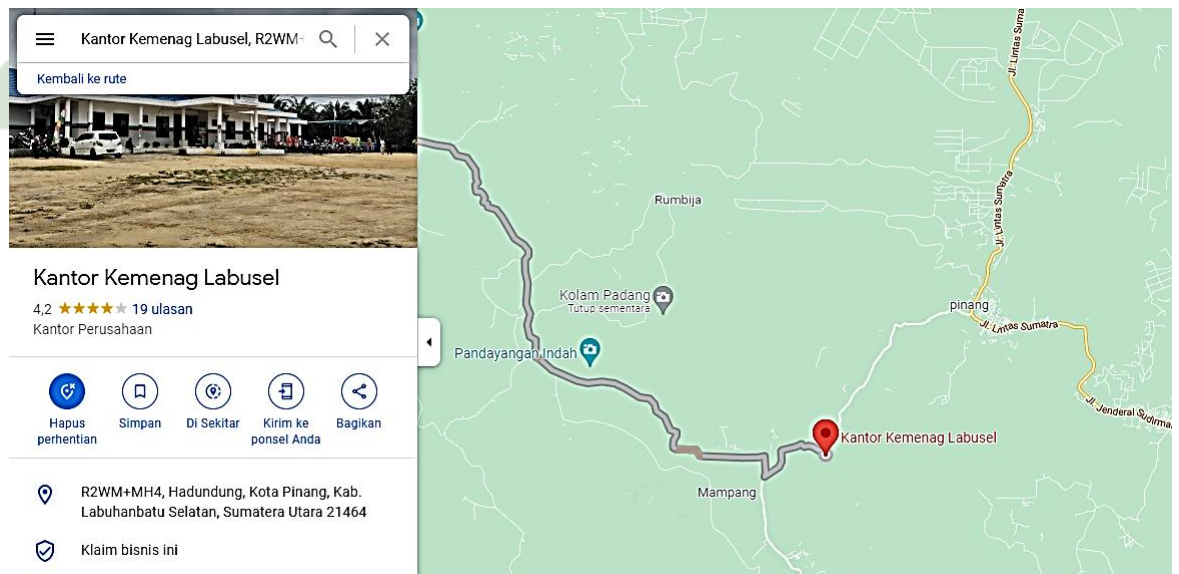 Kantor Kemenag Labusel, R2WM-
Kembali ke rute
Kantor Kemenag Labusel
4,2 19 ulasan
Kantor Perusahaan
Hapus perhentian
Simpan
Di Sekitar
Kirim ke ponsel Anda
Bagikan
R2WM+MH4, Hadundung, Kota Pinang, Kab.
Labuhanbatu Selatan, Sumatera Utara 21464
Klaim bisnis ini
Jl. Lintas Suma
Rumbija
Jl. Lintas Sumatra
Kolam Padang
Tutup sementara
pinang
Jl. Lintas Sumatra
Pandayangan Indah
Jl. Jenderal Sudirma
Kantor Kemenag Labusel
Mampang